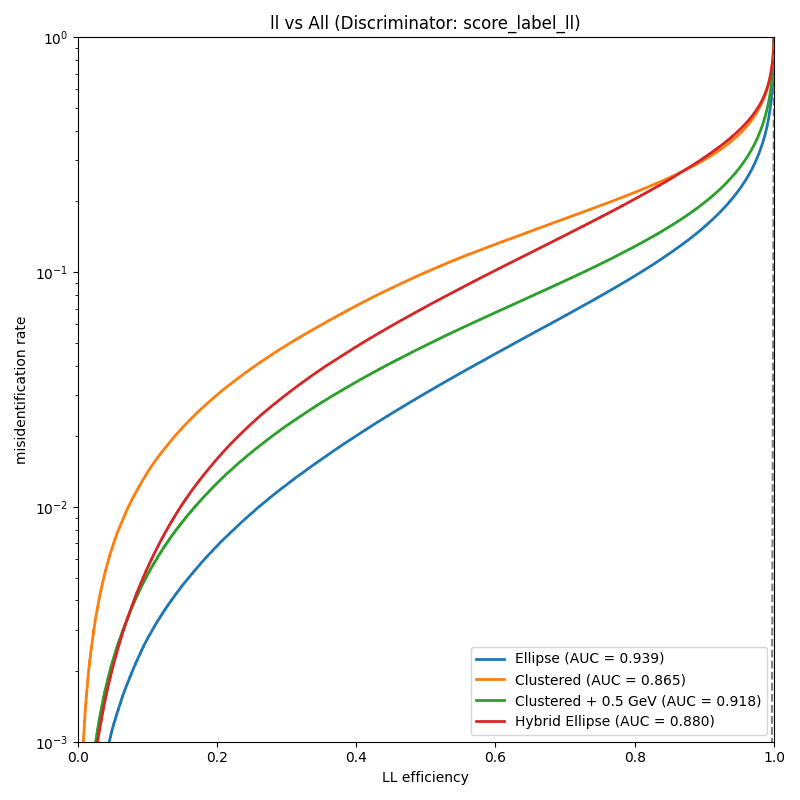 ll vs All (Discriminator: score_label_ll)
10^0
10^-1
10^-2
10^-3
misidentification rate
0.0 0.2 0.4 0.6 0.8 1.0
LL efficiency
Ellipse (AUC = 0.939)
Clustered (AUC = 0.865)
Clustered + 0.5 GeV (AUC = 0.918)
Hybrid Ellipse (AUC = 0.880)